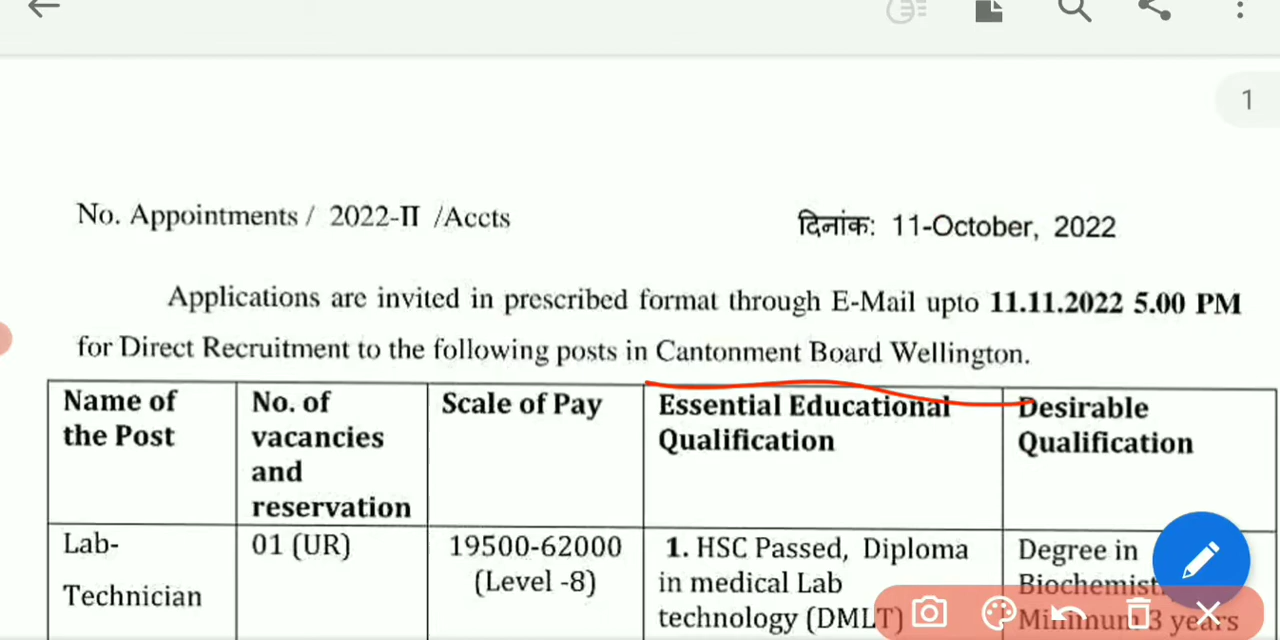 1
No. Appointments / 2022-II /Accts
दिनांक: 11-October, 2022
Applications are invited in prescribed format through E-Mail upto 11.11.2022 5.00 PM
for Direct Recruitment to the following posts in Cantonment Board Wellington.
Name of
the Post
No. of
vacancies
and
reservation
Scale of Pay
Essential Educational
Qualification
Desirable
Qualification
Lab-
Technician
01 (UR)
19500-62000
(Level -8)
1. HSC Passed, Diploma
in medical Lab
technology (DMLT)
Degree in
Minimum 3 years